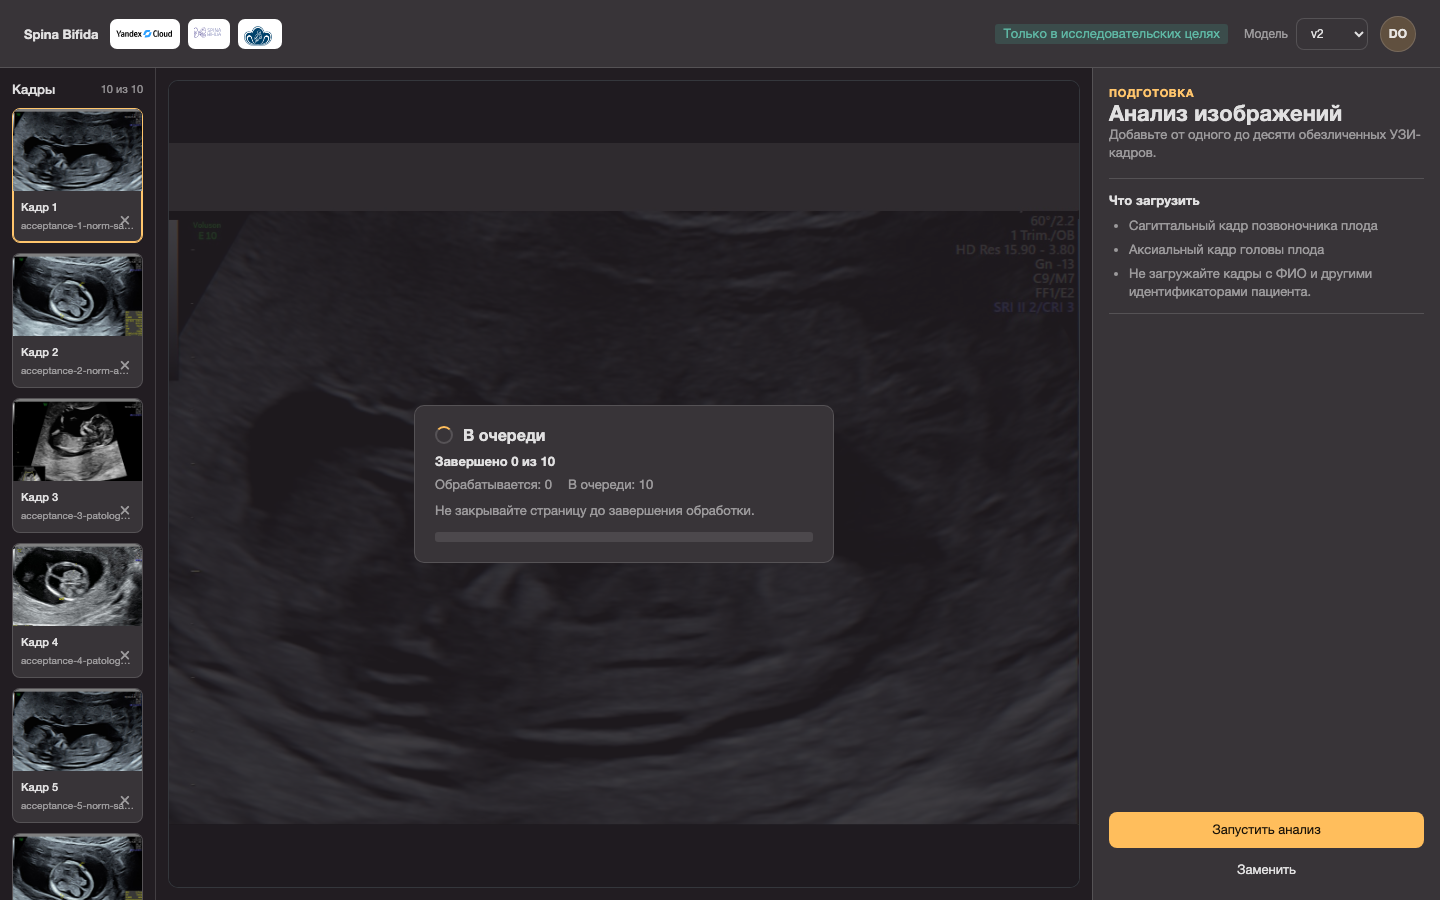 Spina Bifida
Yandex Cloud
Только в исследовательских целях
Модель
v2
DO
Кадры
10 из 10
Кадр 1
acceptance-1-norm-sa...
Кадр 2
acceptance-2-norm-a...
Кадр 3
acceptance-3-patolog...
Кадр 4
acceptance-4-patolog...
Кадр 5
acceptance-5-norm-sa...
60°/2.2
1 Trim./OB
HD Res 15.90 - 3.80
Gn -13
C9/M7
FF1/E2
SRI II 2/CRI 3
E 10
В очереди
Завершено 0 из 10
Обрабатывается: 0 В очереди: 10
Не закрывайте страницу до завершения обработки.
ПОДГОТОВКА
Анализ изображений
Добавьте от одного до десяти обезличенных УЗИ-
кадров.
Что загрузить
Сагиттальный кадр позвоночника плода
Аксиальный кадр головы плода
Не загружайте кадры с ФИО и другими
идентификаторами пациента.
Запустить анализ
Заменить